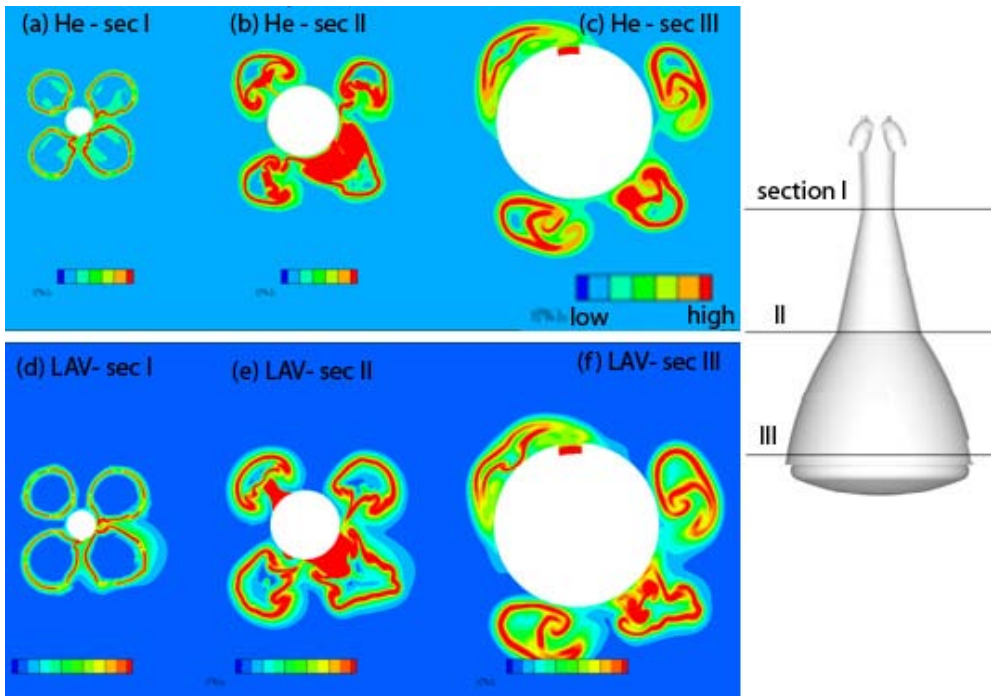 (a) He - sec I
(b) He - sec II
(c) He - sec III
low
high
(d) LAV- sec I
(e) LAV- sec II
(f) LAV- sec III
section I
II
III